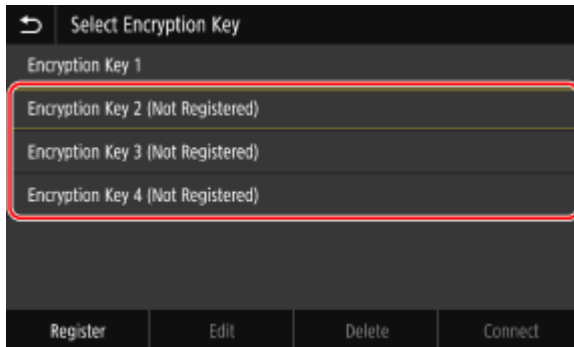 Select Encryption Key
Encryption Key 1
Encryption Key 2 (Not Registered)
Encryption Key 3 (Not Registered)
Encryption Key 4 (Not Registered)
Register Edit Delete Connect